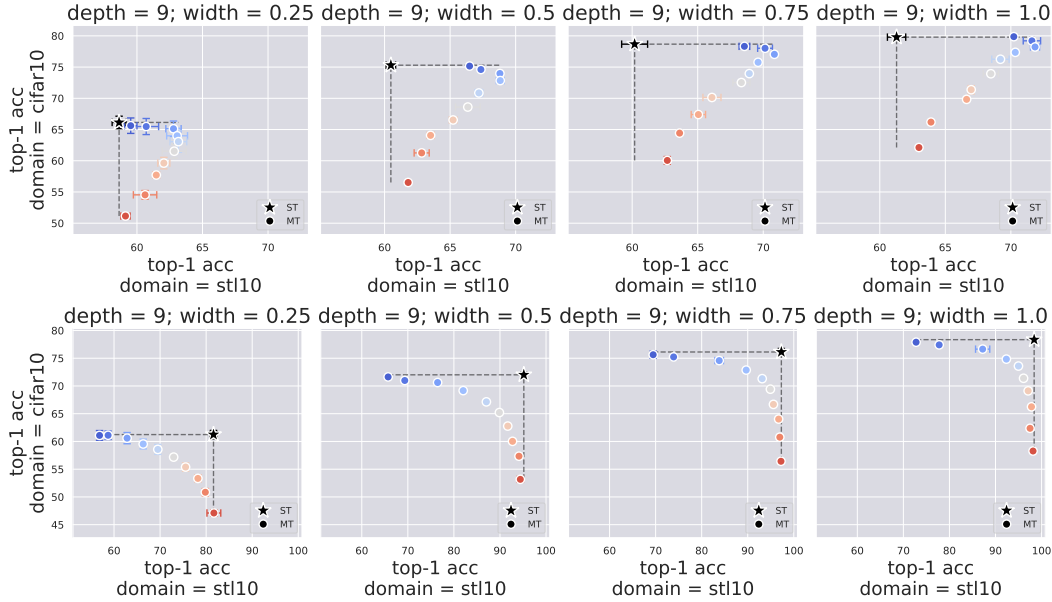 depth = 9; width = 0.25 depth = 9; width = 0.5 depth = 9; width = 0.75 depth = 9; width = 1.0
top-1 acc
domain = cifar10
80
75
70
65
60
55
50
ST ST ST ST
MT MT MT MT
60 65 70 60 65 70 60 65 70 60 65 70
top-1 acc top-1 acc top-1 acc top-1 acc
domain = stl10 domain = stl10 domain = stl10 domain = stl10
depth = 9; width = 0.25 depth = 9; width = 0.5 depth = 9; width = 0.75 depth = 9; width = 1.0
top-1 acc
domain = cifar10
80
75
70
65
60
55
50
45
ST ST ST ST
MT MT MT MT
60 70 80 90 100 60 70 80 90 100 60 70 80 90 100 60 70 80 90 100
top-1 acc top-1 acc top-1 acc top-1 acc
domain = stl10 domain = stl10 domain = stl10 domain = stl10